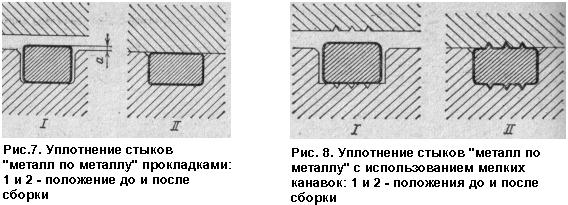 a
I
II
I
II
Рис.7. Уплотнение стыков
"металл по металлу" прокладками:
1 и 2 - положение до и после
сборки
Рис. 8. Уплотнение стыков "металл по
металлу" с использованием мелких
канавок: 1 и 2 - положения до и после
сборки